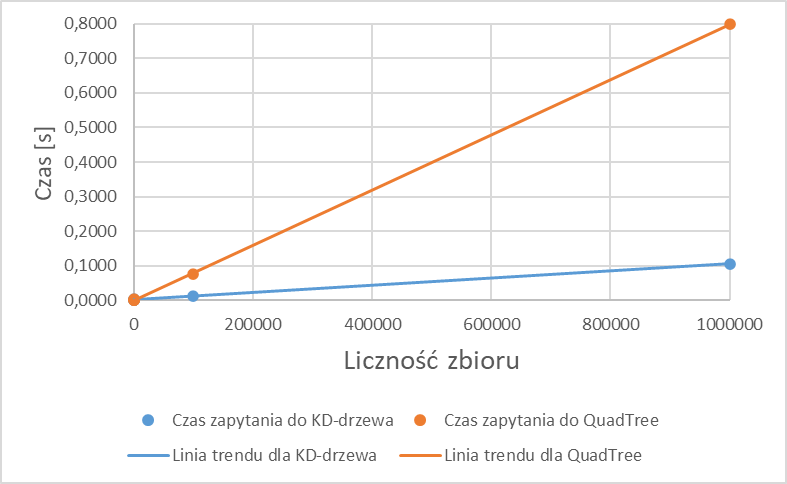 0,8000
0,7000
0,6000
0,5000
0,4000
0,3000
0,2000
0,1000
0,0000
Czas [s]
0 200000 400000 600000 800000 1000000
Liczność zbioru
Czas zapytania do KD-drzewa Czas zapytania do QuadTree
Linia trendu dla KD-drzewa Linia trendu dla QuadTree